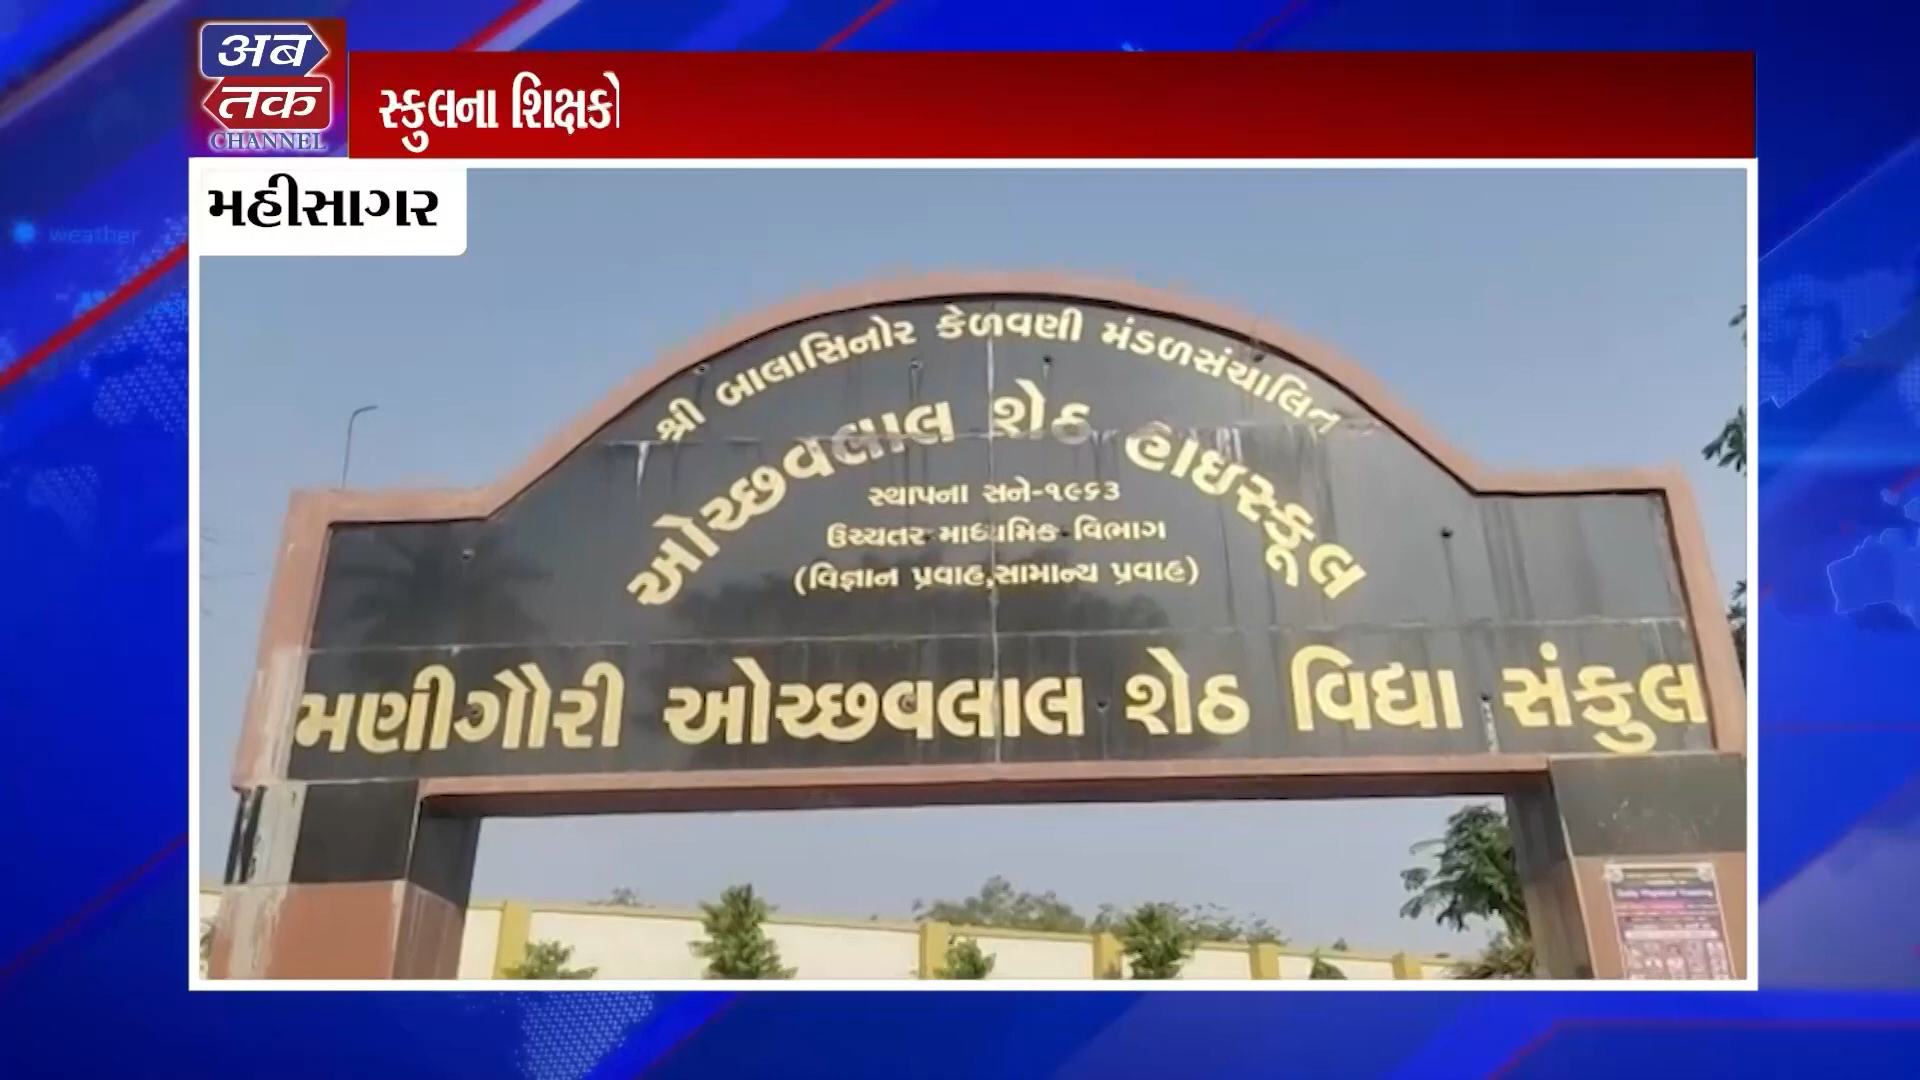 अब
तक
CHANNEL
સ્કુલના શિક્ષકો
મહીસાગર
weather
શ્રી બાલાસિનોર કેળવણી મંડળસંચાલિત
ઓચ્છવલાલ શેઠ હાઇસ્કૂલ
સ્થાપના સને-૧૯૬૩
ઉચ્ચતર માધ્યમિક વિભાગ
(વિજ્ઞાન પ્રવાહ,સામાન્ય પ્રવાહ)
મણીગૌરી ઓચ્છવલાલ શેઠ વિદ્યા સંકુલ